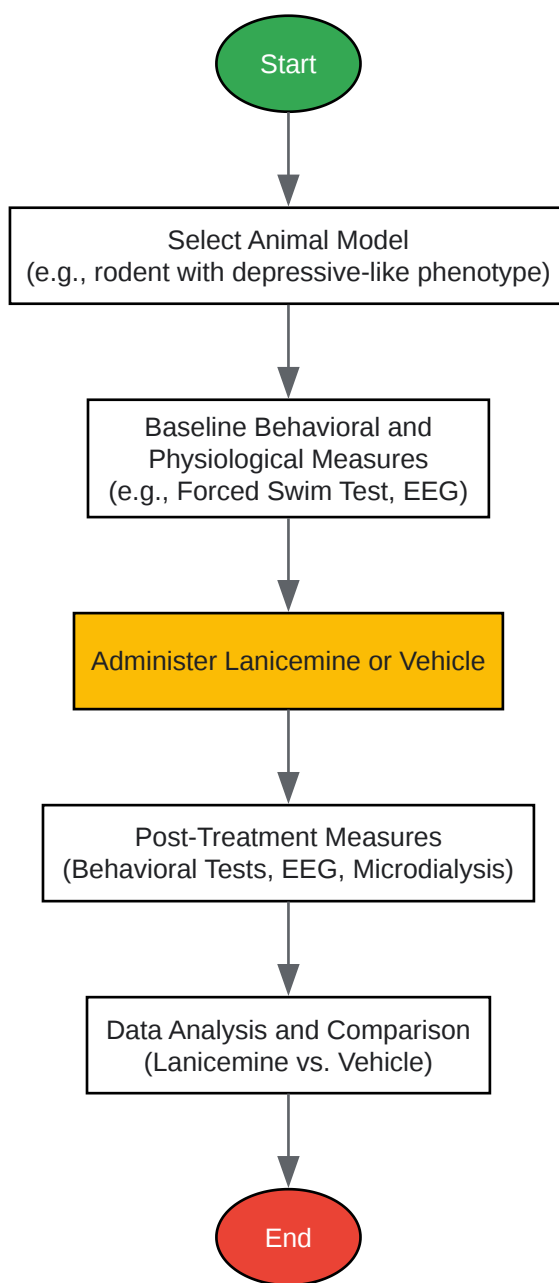 Start
Select Animal Model
(e.g., rodent with depressive-like phenotype)
Baseline Behavioral and
Physiological Measures
(e.g., Forced Swim Test, EEG)
Administer Lanicemine or Vehicle
Post-Treatment Measures
(Behavioral Tests, EEG, Microdialysis)
Data Analysis and Comparison
(Lanicemine vs. Vehicle)
End